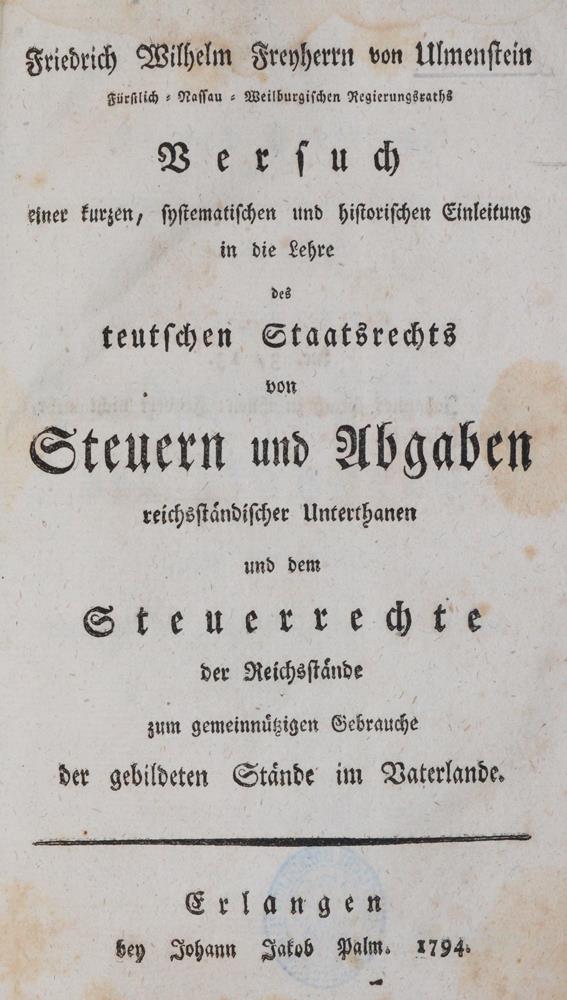 Friedrich Wilhelm Freyherrn von Ulmenstein
Fürstlich-Nassau-Weilburgischen Regierungsraths
Versuch
einer kurzen, systematischen und historischen Einleitung
in die Lehre
des
teutschen Staatsrechts
von
Steuern und Abgaben
reichsständischer Unterthanen
und dem
Steuerrechte
der Reichsstände
zum gemeinnützigen Gebrauche
der gebildeten Stände im Vaterlande.
Erlangen
bey Johann Jakob Palm. 1794.